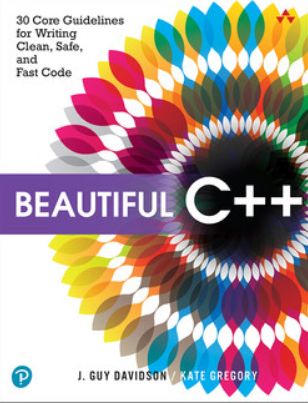 30 Core Guidelines
for Writing
Clean, Safe,
and
Fast Code
BEAUTIFUL C++
J. GUY DAVIDSON / KATE GREGORY
P